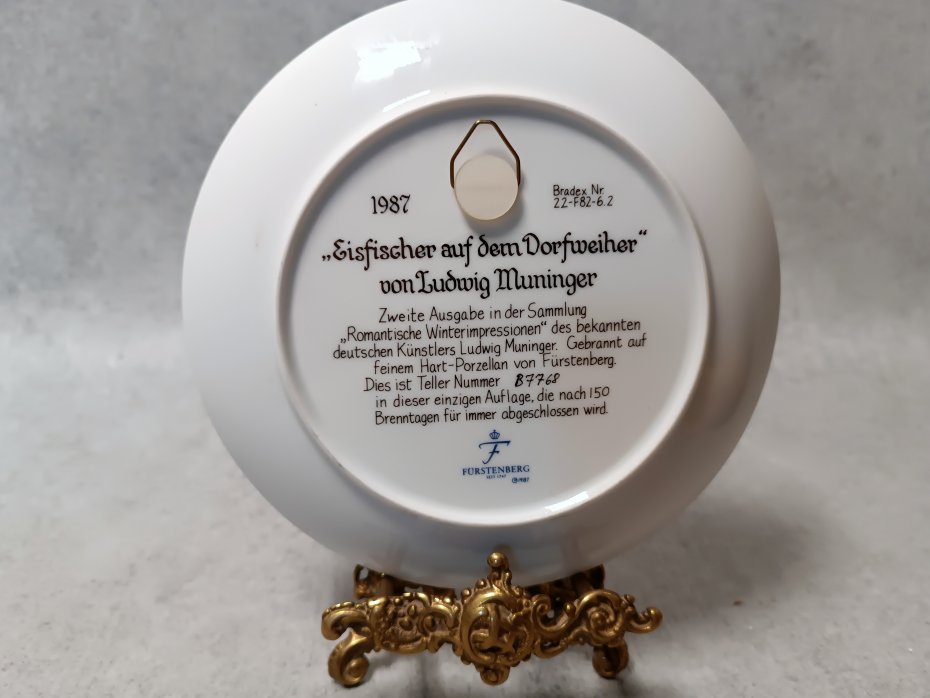 1987
Bradex Nr.
22-F82-6.2
„Eisfischer auf dem Dorfweiher“
von Ludwig Muninger
Zweite Ausgabe in der Sammlung
„Romantische Winterimpressionen“ des bekannten
deutschen Künstlers Ludwig Muninger. Gebrannt auf
feinem Hart-Porzellan von Fürstenberg.
Dies ist Teller Nummer B7768
in dieser einzigen Auflage, die nach 150
Brenntagen für immer abgeschlossen wird.
F
FÜRSTENBERG
©1987